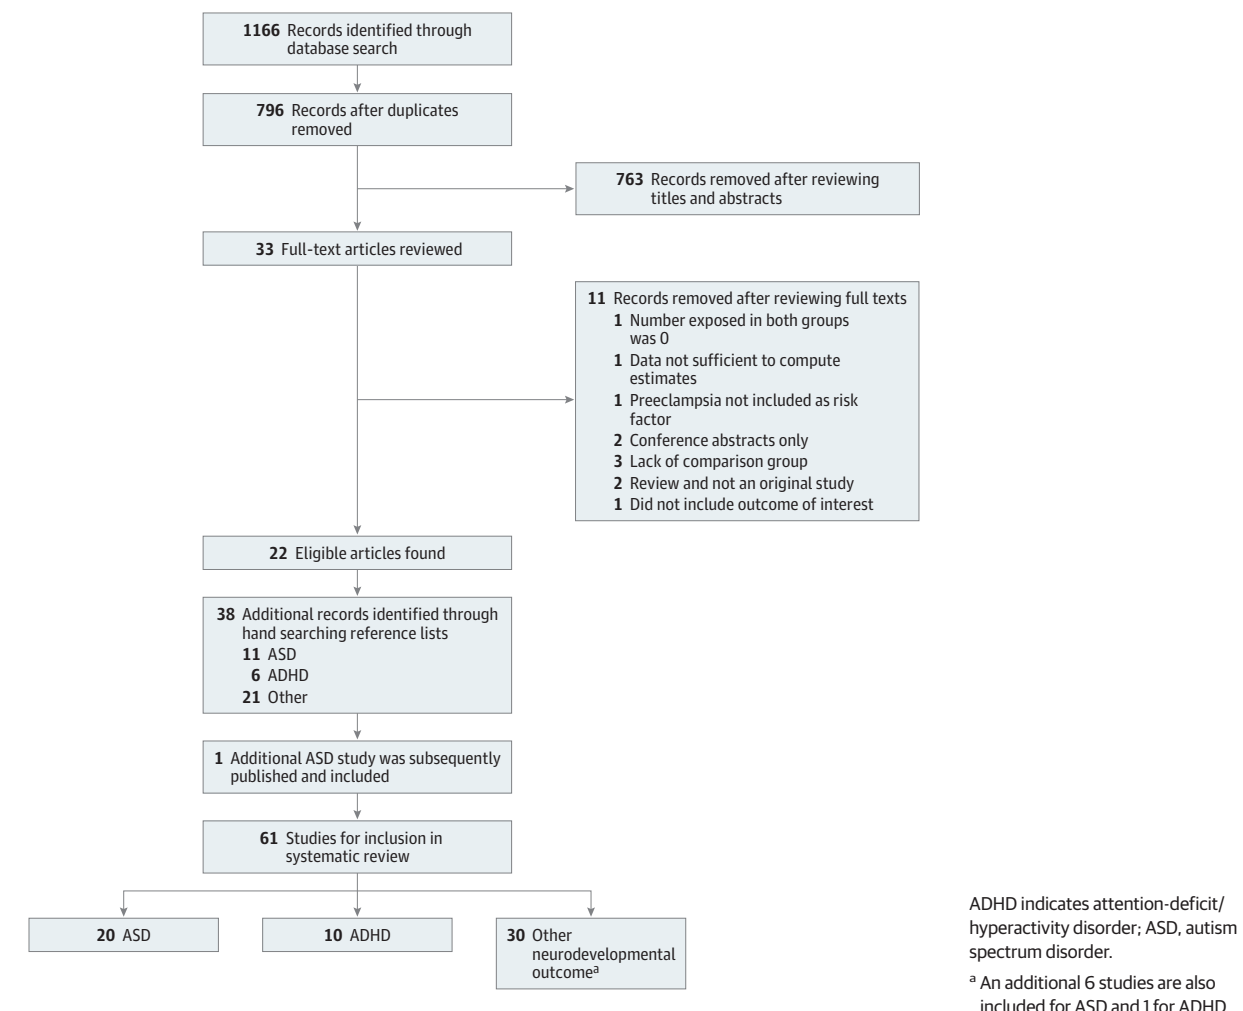 1166 Records identified through
database search
796 Records after duplicates
removed
763 Records removed after reviewing
titles and abstracts
33 Full-text articles reviewed
11 Records removed after reviewing full texts
1 Number exposed in both groups
was 0
1 Data not sufficient to compute
estimates
1 Preeclampsia not included as risk
factor
2 Conference abstracts only
3 Lack of comparison group
2 Review and not an original study
1 Did not include outcome of interest
22 Eligible articles found
38 Additional records identified through
hand searching reference lists
11 ASD
6 ADHD
21 Other
1 Additional ASD study was subsequently
published and included
61 Studies for inclusion in
systematic review
20 ASD
10 ADHD
30 Other
neurodevelopmental
outcomeᵃ
ADHD indicates attention-deficit/
hyperactivity disorder; ASD, autism
spectrum disorder.
ᵃ An additional 6 studies are also
included for ASD and 1 for ADHD